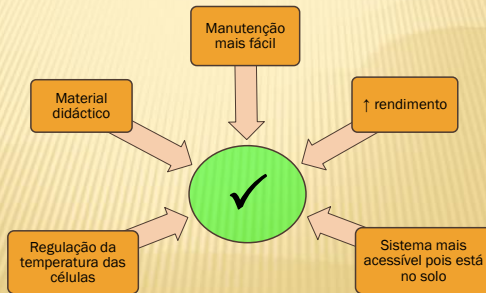 Manutenção
mais fácil
Material
didáctico
↑ rendimento
✓
Regulação da
temperatura das
células
Sistema mais
acessível pois está
no solo